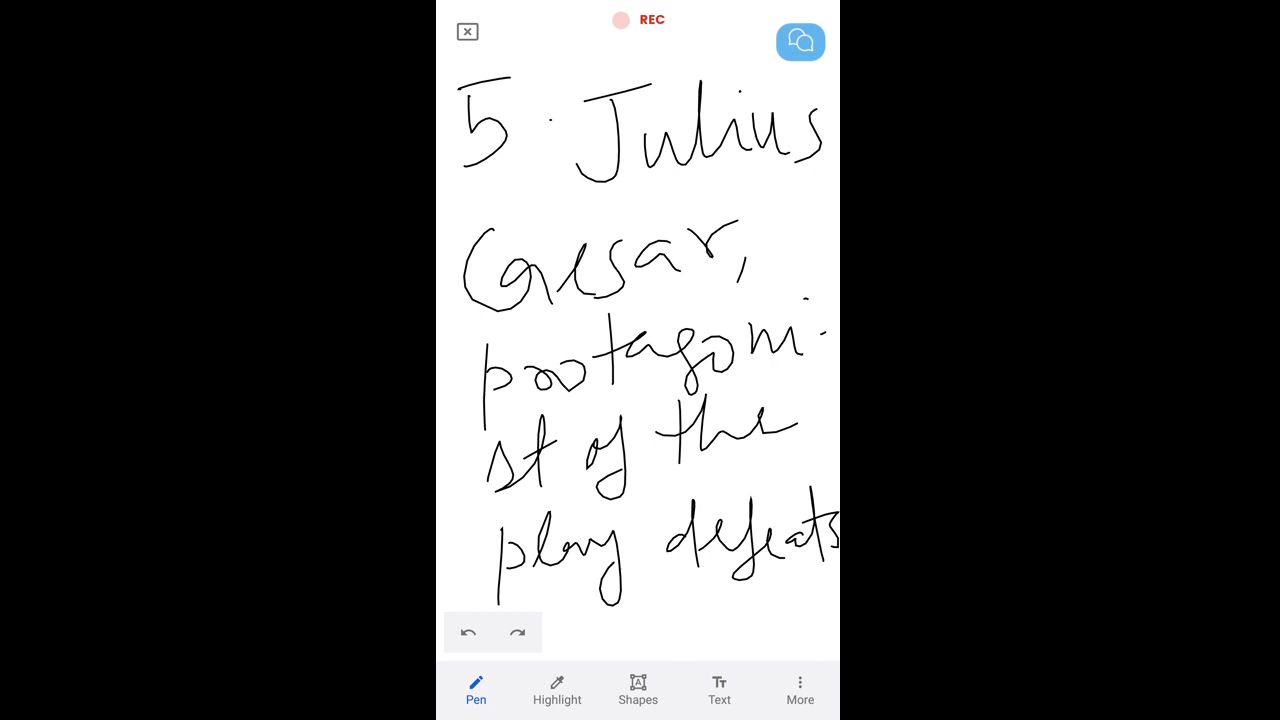 REC
5. Julius
Caesar,
protagoni-
st of the
play defeats
Pen Highlight Shapes Text More